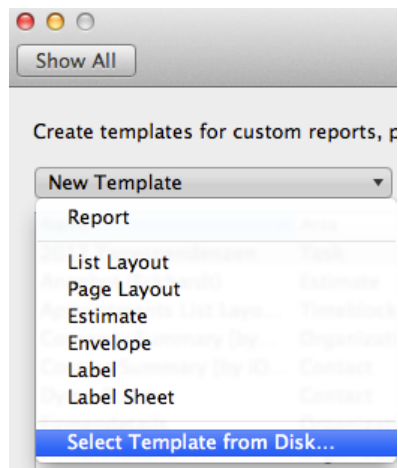 Show All
Create templates for custom reports, p
New Template
Report
List Layout
Page Layout
Estimate
Envelope
Label
Label Sheet
Select Template from Disk...